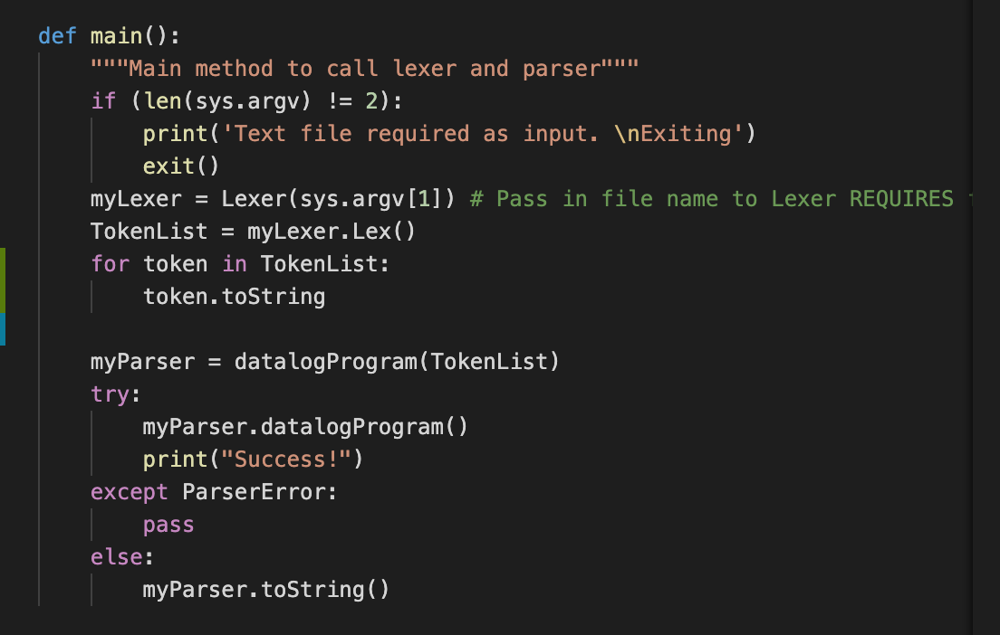 def main():
"""Main method to call lexer and parser"""
if (len(sys.argv) != 2):
print('Text file required as input. \nExiting')
exit()
myLexer = Lexer(sys.argv[1]) # Pass in file name to Lexer REQUIRES
TokenList = myLexer.Lex()
for token in TokenList:
token.toString
myParser = datalogProgram(TokenList)
try:
myParser.datalogProgram()
print("Success!")
except ParserError:
pass
else:
myParser.toString()